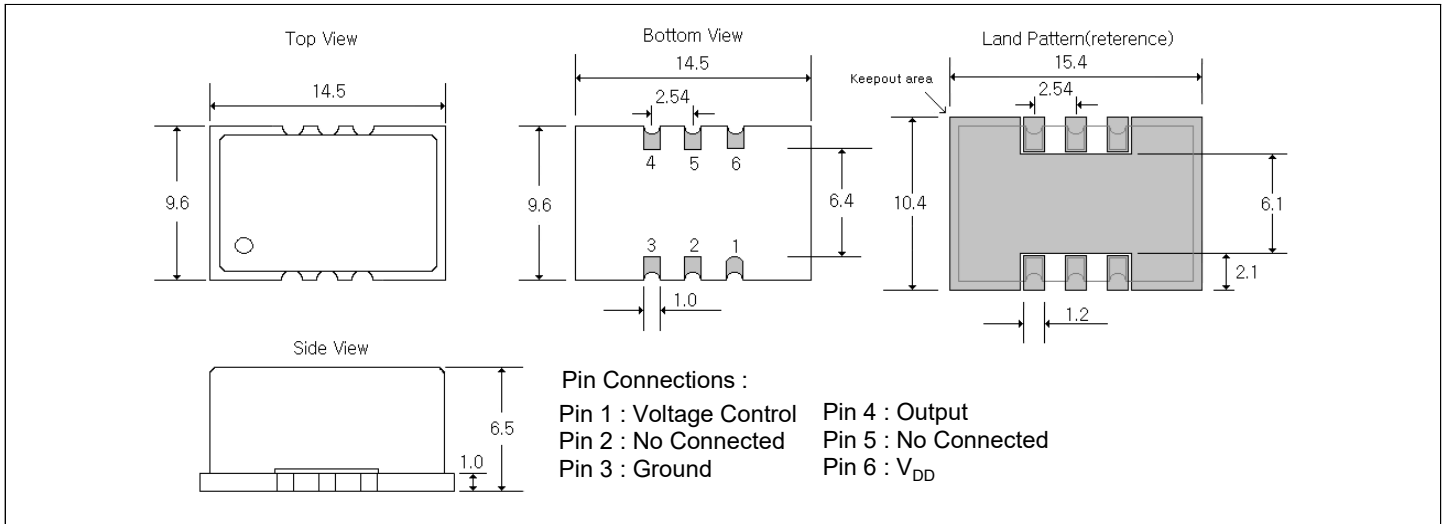 Top View
14.5
9.6
Bottom View
14.5
2.54
4 5 6
9.6
6.4
3 2 1
1.0
Land Pattern(reterence)
Keepout area
15.4
2.54
10.4
6.1
2.1
1.2
Side View
6.5
1.0
Pin Connections :
Pin 1 : Voltage Control
Pin 2 : No Connected
Pin 3 : Ground
Pin 4 : Output
Pin 5 : No Connected
Pin 6 : VDD